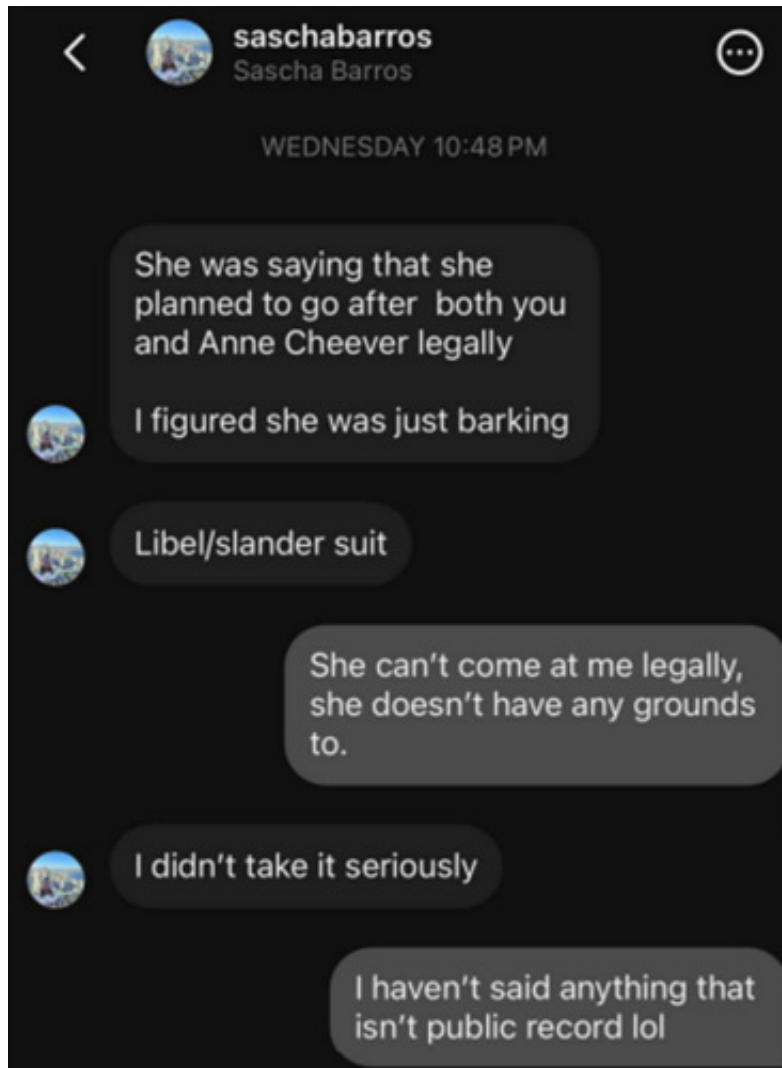 saschabarros
Sascha Barros
WEDNESDAY 10:48 PM
She was saying that she
planned to go after  both you
and Anne Cheever legally
I figured she was just barking
Libel/slander suit
She can’t come at me legally,
she doesn’t have any grounds
to.
I didn’t take it seriously
I haven’t said anything that
isn’t public record lol